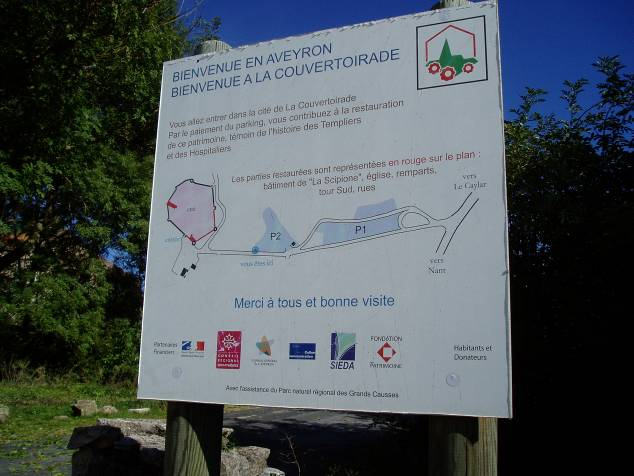 BIENVENUE EN AVEYRON
BIENVENUE A LA COUVERTOIRADE
Vous allez entrer dans la cité de La Couvertoirade
Par le paiement du parking, vous contribuez à la restauration
de ce patrimoine, témoin de l'histoire des Templiers
et des Hospitaliers
Les parties restaurées sont représentées en rouge sur le plan :
bâtiment de "La Scipione", église, remparts,
tour Sud, rues
vers
Le Caylar
cité
P2
P1
vous êtes ici
vers
Nant
Merci à tous et bonne visite
Partenaires
Financiers
CONSEIL
REGIONAL
SIEDA
FONDATION
PATRIMOINE
Habitants et
Donateurs
Avec l'assistance du Parc naturel régional des Grands Causses